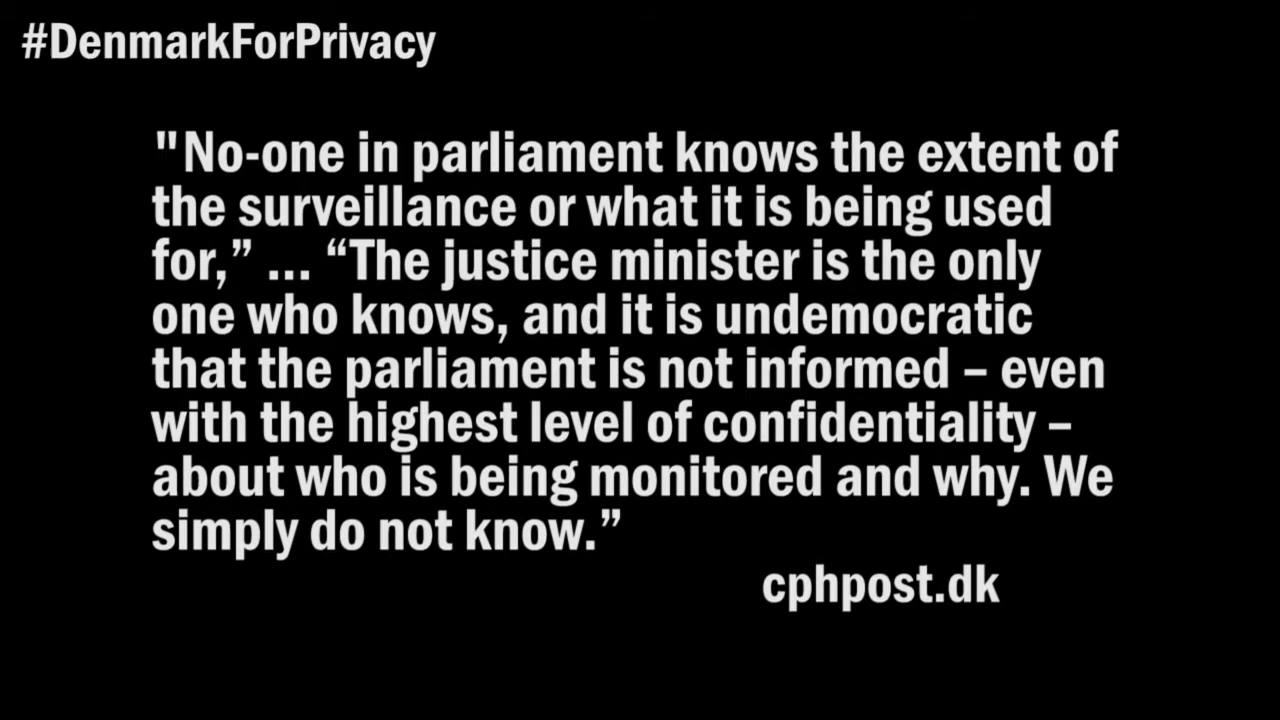 #DenmarkForPrivacy
"No-one in parliament knows the extent of
the surveillance or what it is being used
for,” ... “The justice minister is the only
one who knows, and it is undemocratic
that the parliament is not informed – even
with the highest level of confidentiality –
about who is being monitored and why. We
simply do not know.”
cphpost.dk